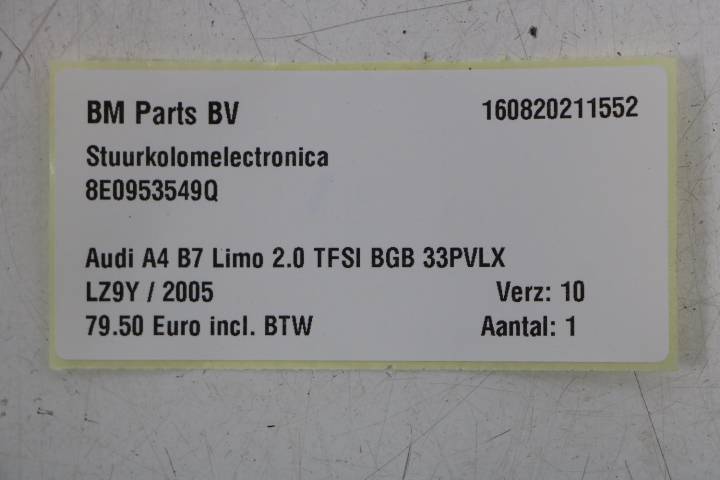 BM Parts BV 160820211552
Stuurkolomelectronica
8E0953549Q
Audi A4 B7 Limo 2.0 TFSI BGB 33PVLX
LZ9Y / 2005 Verz: 10
79.50 Euro incl. BTW Aantal: 1